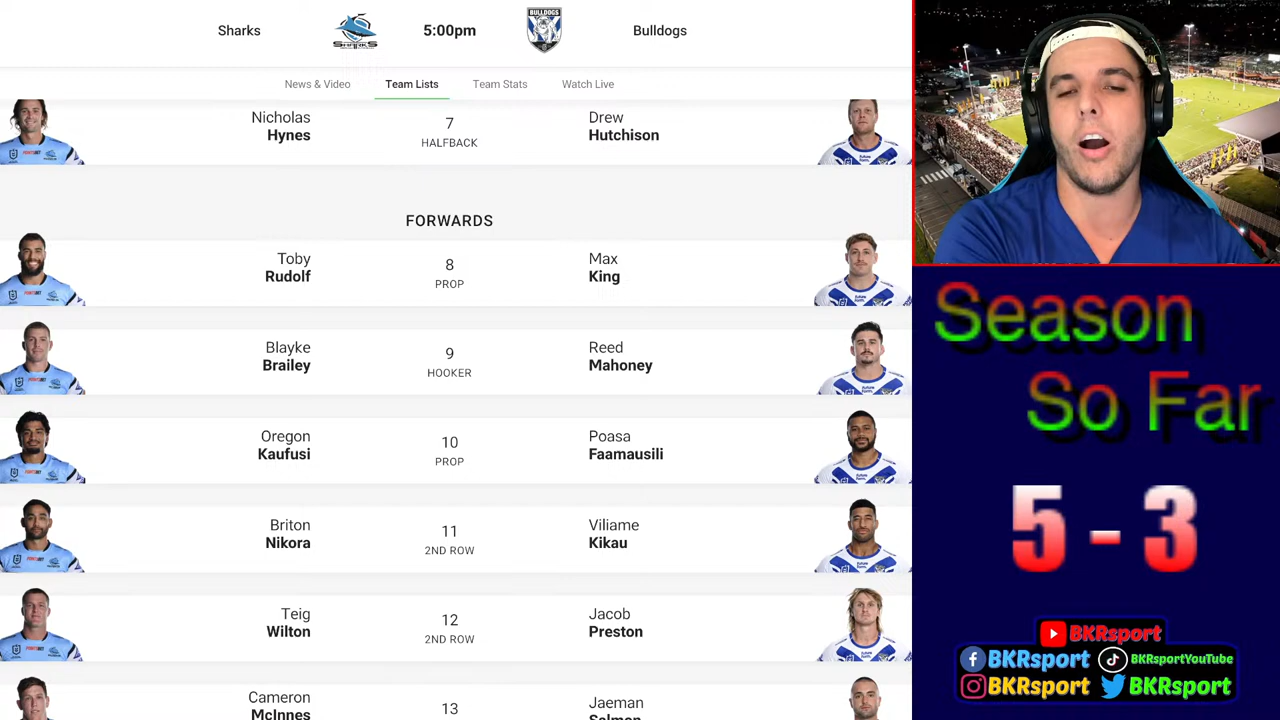 Sharks
SHARKS
5:00pm
BULLDOGS
Bulldogs
News & Video
Team Lists
Team Stats
Watch Live
Nicholas
Hynes
7
HALFBACK
Drew
Hutchison
FORWARDS
Toby
Rudolf
8
PROP
Max
King
Blayke
Brailey
9
HOOKER
Reed
Mahoney
Oregon
Kaufusi
10
PROP
Poasa
Faamausili
Briton
Nikora
11
2ND ROW
Viliame
Kikau
Teig
Wilton
12
2ND ROW
Jacob
Preston
Cameron
McInnes
13
Jaeman
Salmon
Season
So Far
5 - 3
BKRsport
BKRsport
BKRsportYouTube
BKRsport
BKRsport